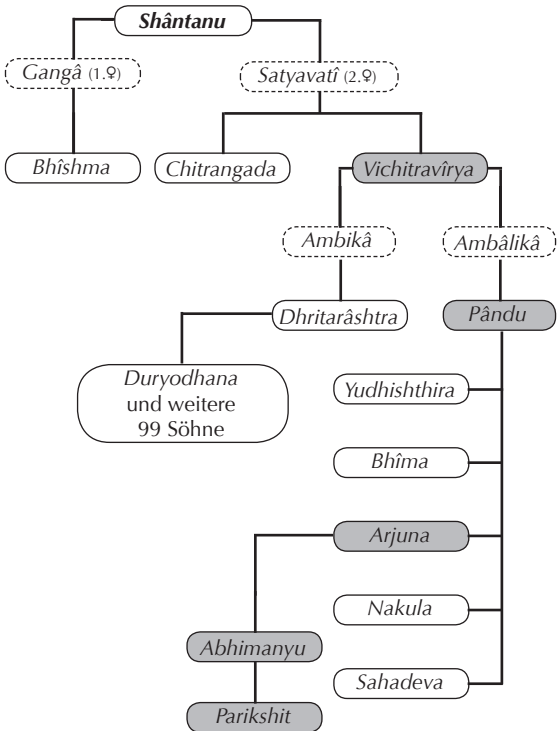 Shântanu
Gangâ (1.♀)
Satyavatî (2.♀)
Bhîshma
Chitrangada
Vichitravîrya
Ambikâ
Ambâlikâ
Dhritarâshtra
Pându
Duryodhana
und weitere
99 Söhne
Yudhishthira
Bhîma
Arjuna
Nakula
Abhimanyu
Sahadeva
Parikshit